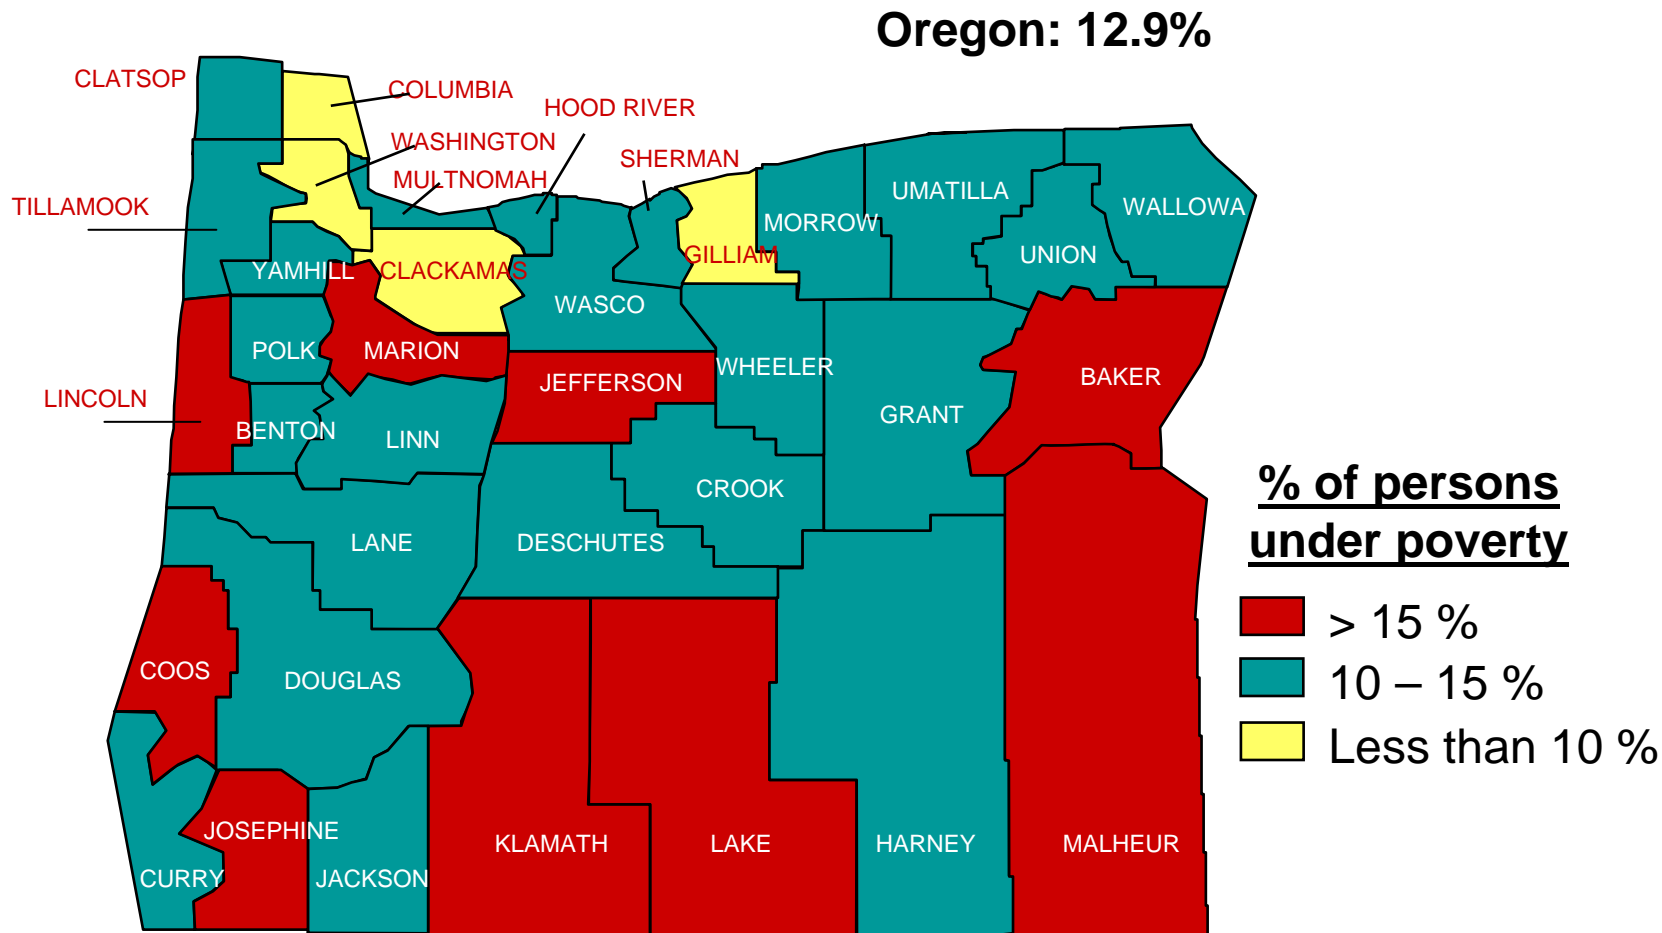 Oregon: 12.9%
CLATSOP
COLUMBIA
HOOD RIVER
WASHINGTON
SHERMAN
MULTNOMAH
UMATILLA
TILLAMOOK
WALLOWA
MORROW
GILLIAM
UNION
YAMHILL
CLACKAMAS
WASCO
POLK
MARION
WHEELER
JEFFERSON
BAKER
LINCOLN
GRANT
BENTON
LINN
CROOK
% of persons
under poverty
LANE
DESCHUTES
> 15 %
COOS
DOUGLAS
10 – 15 %
Less than 10 %
JOSEPHINE
KLAMATH
LAKE
HARNEY
MALHEUR
CURRY
JACKSON